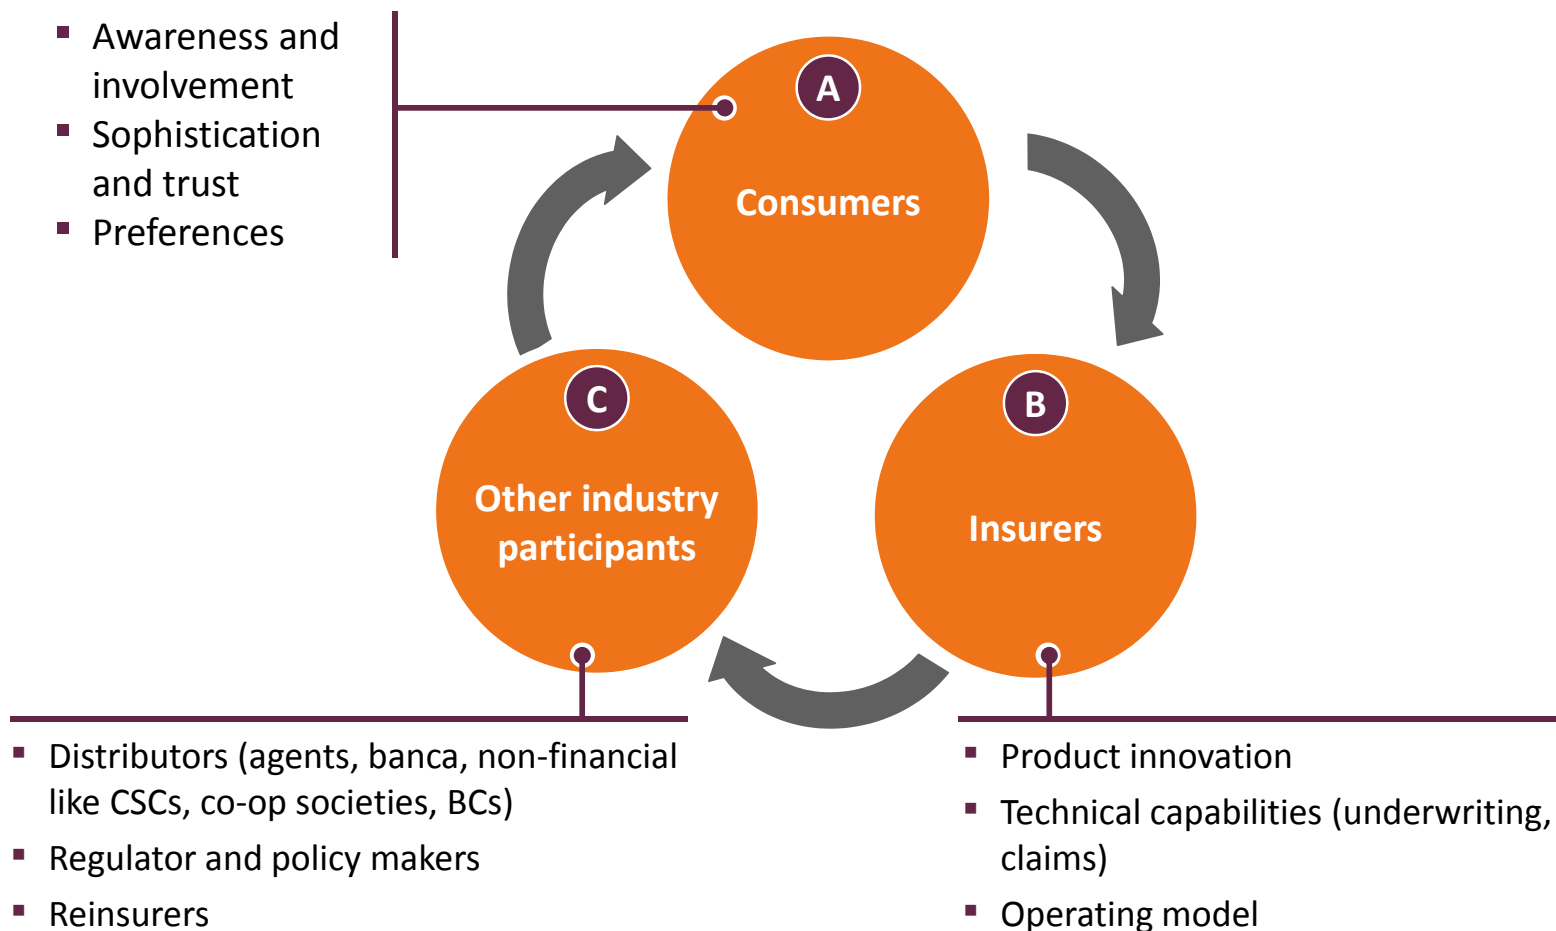 ▪ Awareness and
involvement
▪ Sophistication
and trust
▪ Preferences
A
Consumers
B
Insurers
C
Other industry
participants
▪ Distributors (agents, banca, non-financial
like CSCs, co-op societies, BCs)
▪ Regulator and policy makers
▪ Reinsurers
▪ Product innovation
▪ Technical capabilities (underwriting,
claims)
▪ Operating model